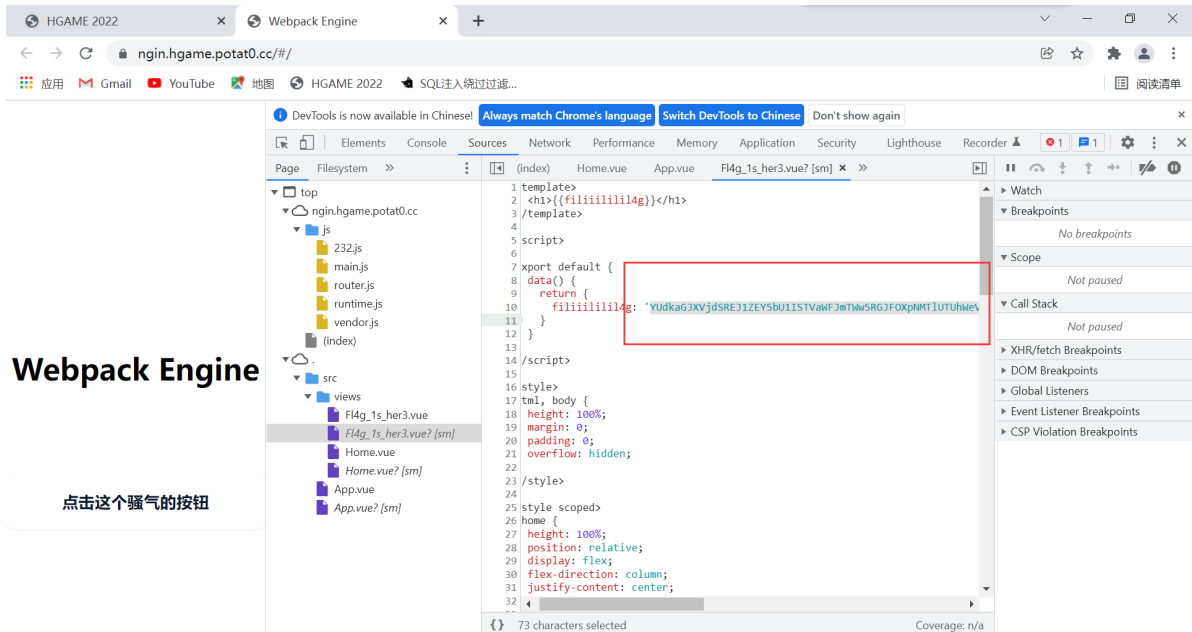 HGAME 2022
Webpack Engine
ngin.hgame.potat0.cc/#/
应用 Gmail YouTube 地图 HGAME 2022 SQL注入绕过过滤... 阅读清单
DevTools is now available in Chinese! Always match Chrome's language Switch DevTools to Chinese Don't show again
Elements Console Sources Network Performance Memory Application Security Lighthouse Recorder 1 1
Page Filesystem » (index) Home.vue App.vue Fl4g_1s_her3.vue? [sm] »
top
ngin.hgame.potat0.cc
js
232.js
main.js
router.js
runtime.js
vendor.js
(index)
.
src
views
Fl4g_1s_her3.vue
Fl4g_1s_her3.vue? [sm]
Home.vue
Home.vue? [sm]
App.vue
App.vue? [sm]
Webpack Engine
点击这个骚气的按钮
1 template>
2 <h1>{{filiiililil4g}}</h1>
3 /template>
4
5 script>
6
7 xport default {
8 data() {
9 return {
10 filiiililil4g: '
11 }
12 }
13
14 /script>
15
16 style>
17 tml, body {
18 height: 100%;
19 margin: 0;
20 padding: 0;
21 overflow: hidden;
22
23 /style>
24
25 style scoped>
26 home {
27 height: 100%;
28 position: relative;
29 display: flex;
30 flex-direction: column;
31 justify-content: center;
32
{} 73 characters selected Coverage: n/a
Watch
Breakpoints
No breakpoints
Scope
Not paused
Call Stack
Not paused
XHR/fetch Breakpoints
DOM Breakpoints
Global Listeners
Event Listener Breakpoints
CSP Violation Breakpoints